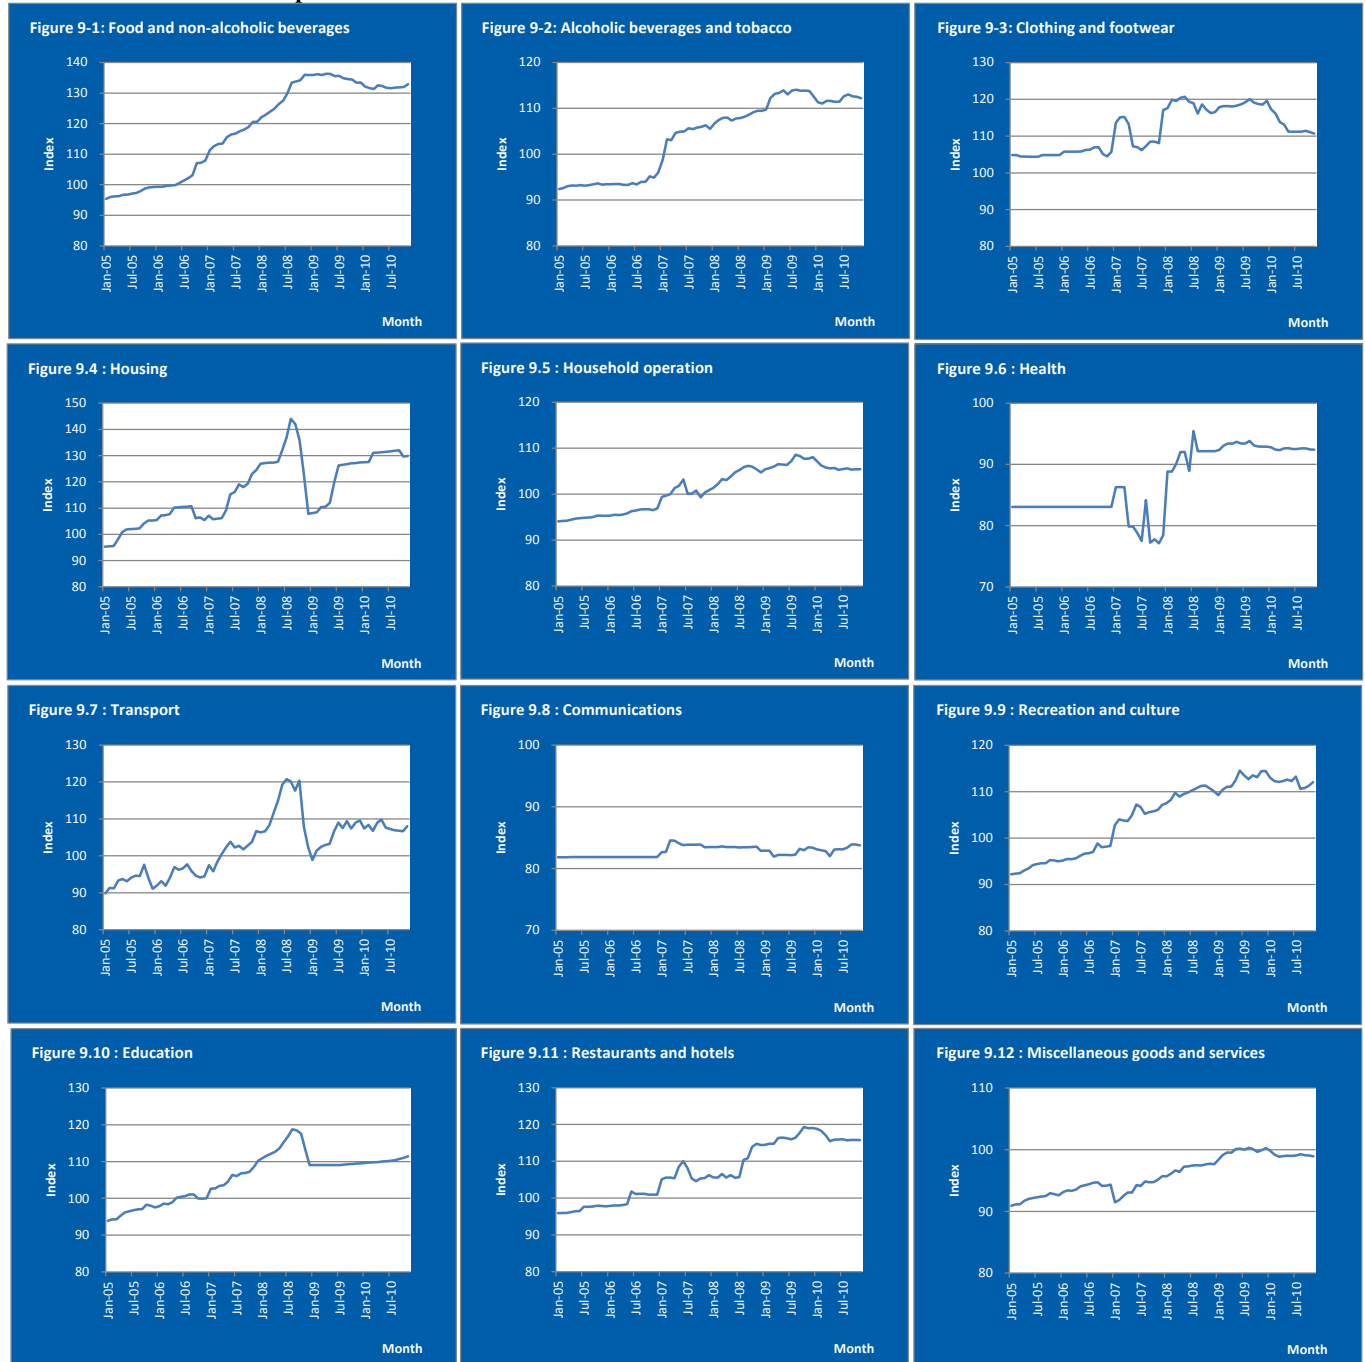 Figure 9-1: Food and non-alcoholic beverages
140
130
120
110
100
90
80
Index
Jan-05 Jul-05 Jan-06 Jul-06 Jan-07 Jul-07 Jan-08 Jul-08 Jan-09 Jul-09 Jan-10 Jul-10
Month
Figure 9-2: Alcoholic beverages and tobacco
120
110
100
90
80
Index
Jan-05 Jul-05 Jan-06 Jul-06 Jan-07 Jul-07 Jan-08 Jul-08 Jan-09 Jul-09 Jan-10 Jul-10
Month
Figure 9-3: Clothing and footwear
130
120
110
100
90
80
Index
Jan-05 Jul-05 Jan-06 Jul-06 Jan-07 Jul-07 Jan-08 Jul-08 Jan-09 Jul-09 Jan-10 Jul-10
Month
Figure 9.4 : Housing
150
140
130
120
110
100
90
80
Index
Jan-05 Jul-05 Jan-06 Jul-06 Jan-07 Jul-07 Jan-08 Jul-08 Jan-09 Jul-09 Jan-10 Jul-10
Month
Figure 9.5 : Household operation
120
110
100
90
80
Index
Jan-05 Jul-05 Jan-06 Jul-06 Jan-07 Jul-07 Jan-08 Jul-08 Jan-09 Jul-09 Jan-10 Jul-10
Month
Figure 9.6 : Health
100
90
80
70
Index
Jan-05 Jul-05 Jan-06 Jul-06 Jan-07 Jul-07 Jan-08 Jul-08 Jan-09 Jul-09 Jan-10 Jul-10
Month
Figure 9.7 : Transport
130
120
110
100
90
80
Index
Jan-05 Jul-05 Jan-06 Jul-06 Jan-07 Jul-07 Jan-08 Jul-08 Jan-09 Jul-09 Jan-10 Jul-10
Month
Figure 9.8 : Communications
100
90
80
70
Index
Jan-05 Jul-05 Jan-06 Jul-06 Jan-07 Jul-07 Jan-08 Jul-08 Jan-09 Jul-09 Jan-10 Jul-10
Month
Figure 9.9 : Recreation and culture
120
110
100
90
80
Index
Jan-05 Jul-05 Jan-06 Jul-06 Jan-07 Jul-07 Jan-08 Jul-08 Jan-09 Jul-09 Jan-10 Jul-10
Month
Figure 9.10 : Education
130
120
110
100
90
80
Index
Jan-05 Jul-05 Jan-06 Jul-06 Jan-07 Jul-07 Jan-08 Jul-08 Jan-09 Jul-09 Jan-10 Jul-10
Month
Figure 9.11 : Restaurants and hotels
130
120
110
100
90
80
Index
Jan-05 Jul-05 Jan-06 Jul-06 Jan-07 Jul-07 Jan-08 Jul-08 Jan-09 Jul-09 Jan-10 Jul-10
Month
Figure 9.12 : Miscellaneous goods and services
110
100
90
80
Index
Jan-05 Jul-05 Jan-06 Jul-06 Jan-07 Jul-07 Jan-08 Jul-08 Jan-09 Jul-09 Jan-10 Jul-10
Month